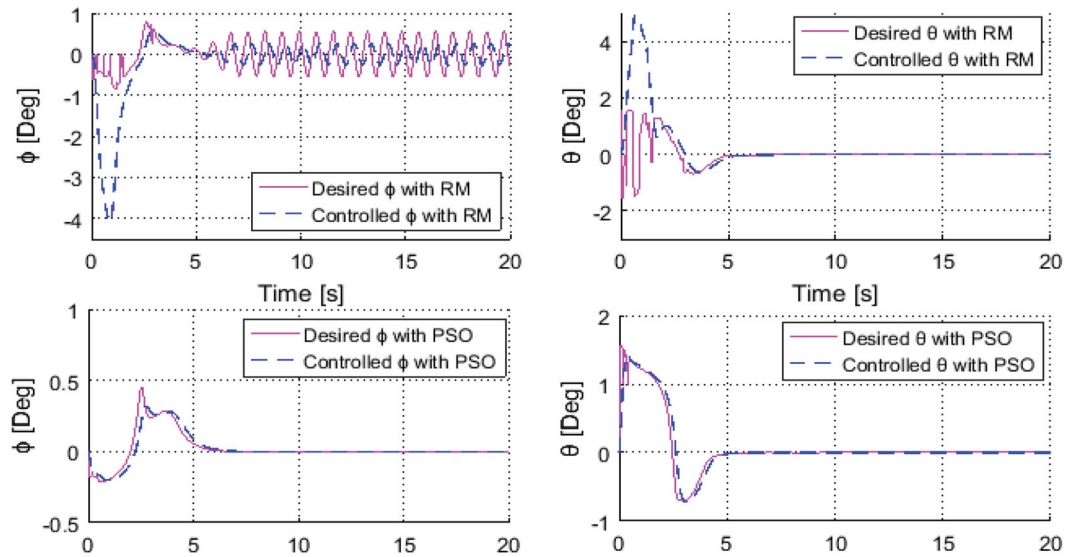 1
0
-1
-2
-3
-4
ϕ [Deg]
Desired ϕ with RM
Controlled ϕ with RM
0 5 10 15 20
Time [s]
4
2
0
-2
θ [Deg]
Desired θ with RM
Controlled θ with RM
0 5 10 15 20
Time [s]
1
0.5
0
-0.5
ϕ [Deg]
Desired ϕ with PSO
Controlled ϕ with PSO
0 5 10 15 20
2
1
0
-1
θ [Deg]
Desired θ with PSO
Controlled θ with PSO
0 5 10 15 20